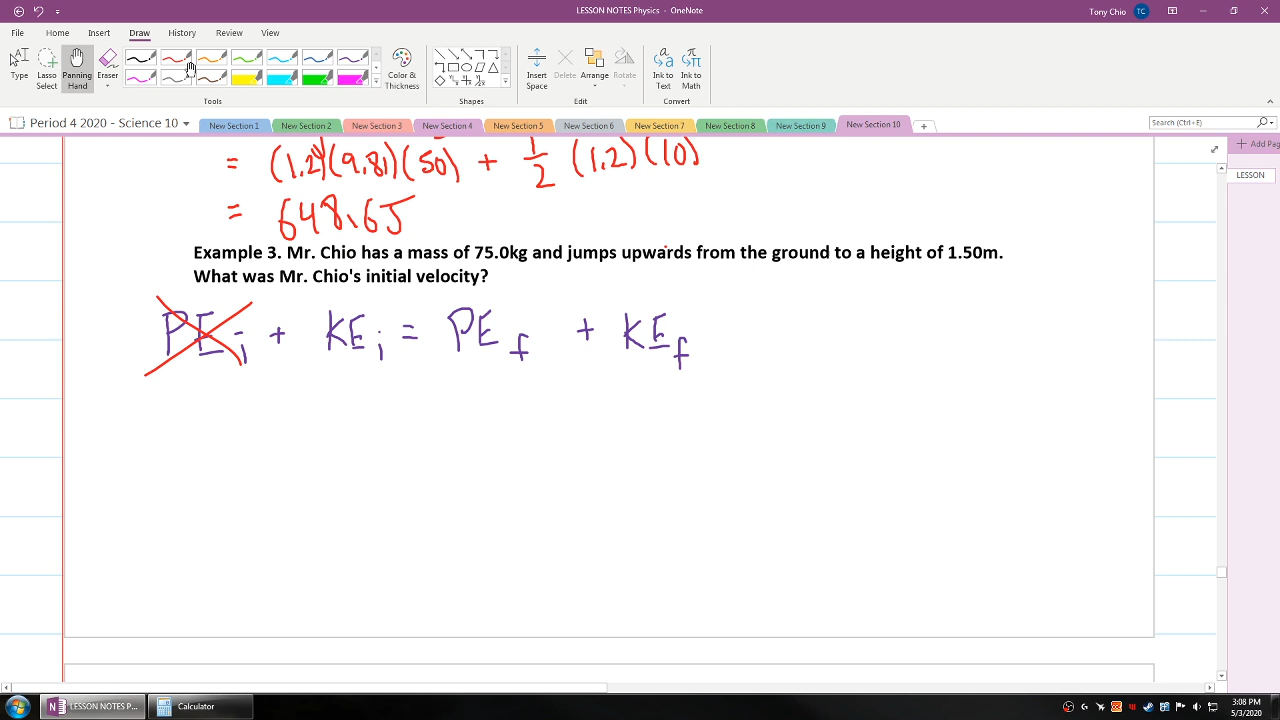 LESSON NOTES Physics - OneNote
Tony Chio TC
File Home Insert Draw History Review View
Type Lasso Select Panning Hand Eraser Color & Thickness Insert Space Delete Arrange Rotate Ink to Text Ink to Math
Tools Shapes Edit Convert
Period 4 2020 - Science 10 New Section 1 New Section 2 New Section 3 New Section 4 New Section 5 New Section 6 New Section 7 New Section 8 New Section 9 New Section 10 Search (Ctrl+E)
Add Pag
LESSON
= (1.2)(9.81)(50) + 1/2 (1.2)(10)
= 648.6J
Example 3. Mr. Chio has a mass of 75.0kg and jumps upwards from the ground to a height of 1.50m.
What was Mr. Chio's initial velocity?
PE i + KE i = PE f + KE f
LESSON NOTES P... Calculator
3:08 PM
5/3/2020